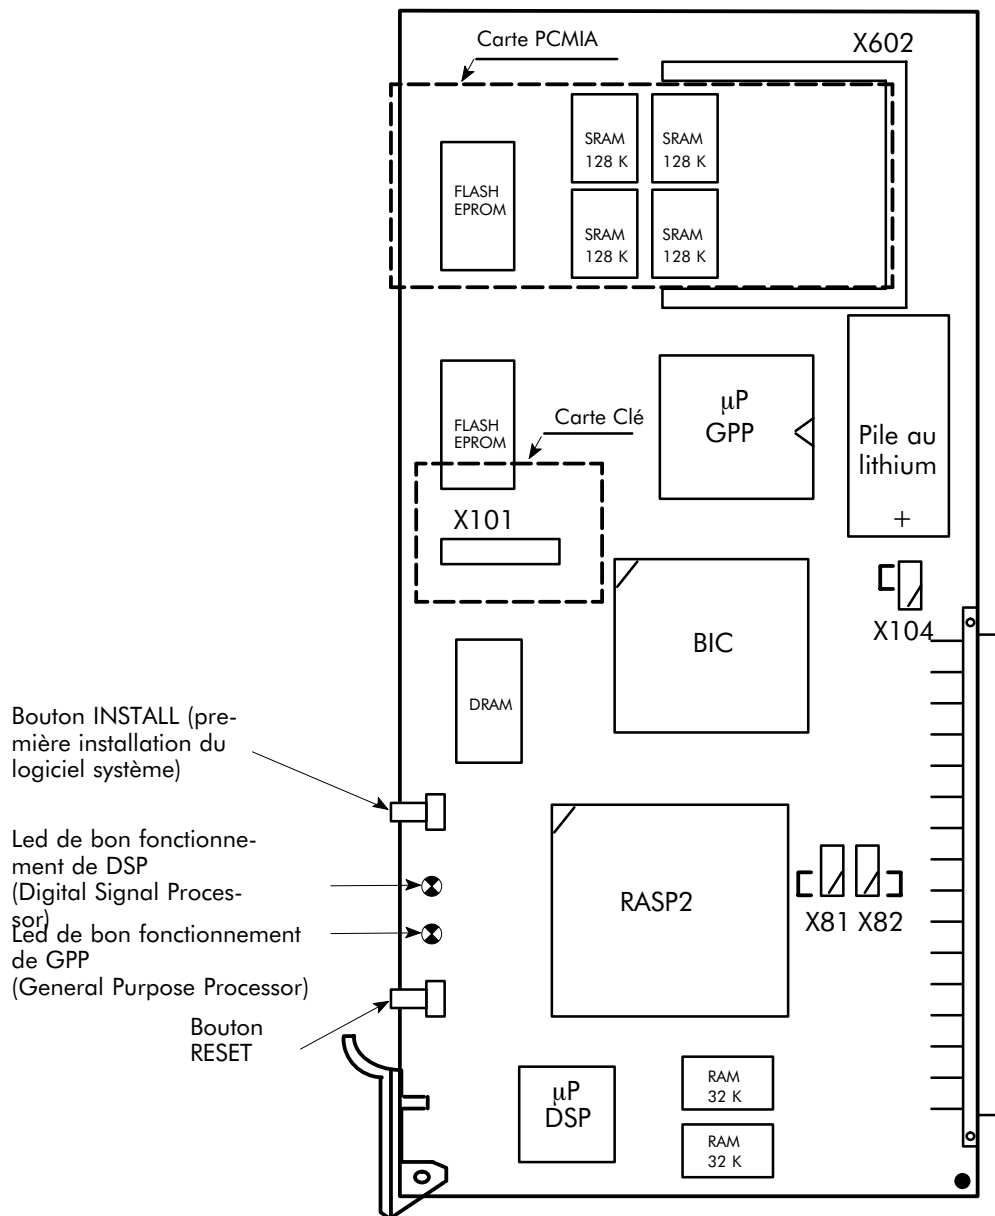 Carte PCMIA
X602
SRAM
128 K
SRAM
128 K
FLASH
EPROM
SRAM
128 K
SRAM
128 K
FLASH
EPROM
Carte Clé
µP
GPP
Pile au
lithium
+
X101
X104
BIC
DRAM
Bouton INSTALL (pre-
mière installation du
logiciel système)
Led de bon fonctionne-
ment de DSP
(Digital Signal Proces-
sor)
Led de bon fonctionnement
de GPP
(General Purpose Processor)
Bouton
RESET
RASP2
X81 X82
µP
DSP
RAM
32 K
RAM
32 K